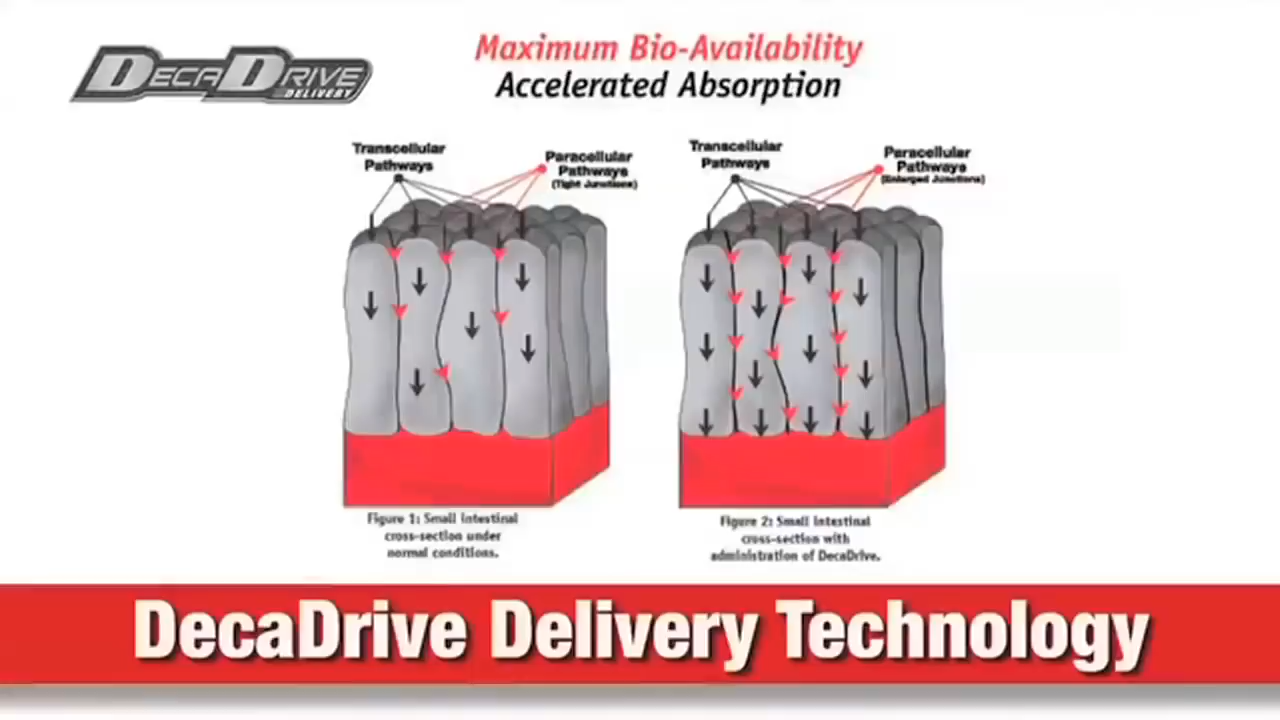 DECADRIVE
DELIVERY
Maximum Bio-Availability
Accelerated Absorption
Transcellular
Pathways
Paracellular
Pathways
(Tight Junctions)
Transcellular
Pathways
Paracellular
Pathways
(Enlarged Junctions)
Figure 1: Small intestinal
cross-section under
normal conditions.
Figure 2: Small intestinal
cross-section with
administration of DecaDrive.
DecaDrive Delivery Technology